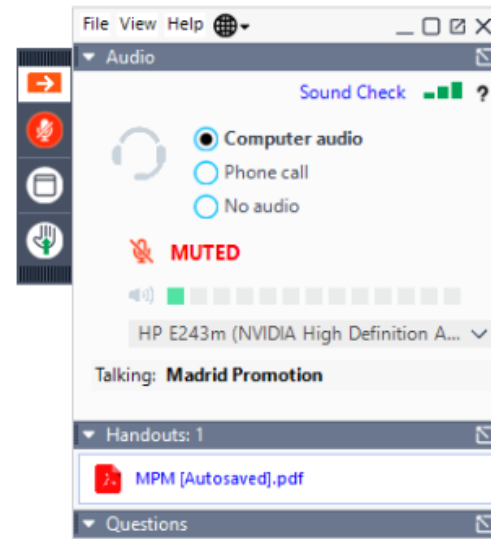 File View Help
Audio
Sound Check ?
Computer audio
Phone call
No audio
MUTED
HP E243m (NVIDIA High Definition A...
Talking: Madrid Promotion
Handouts: 1
MPM [Autosaved].pdf
Questions